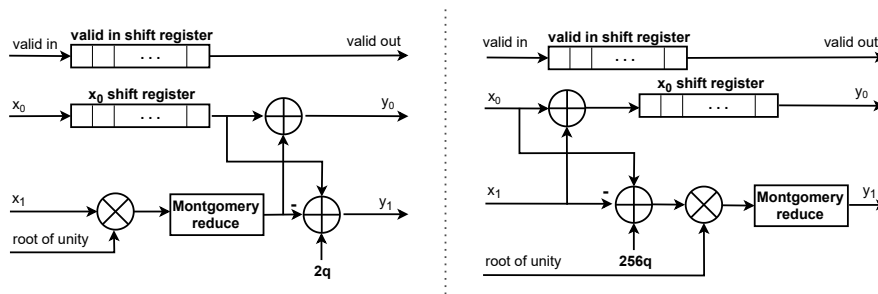 valid in
valid in shift register
valid out
x0 shift register
x0
y0
x1
Montgomery
reduce
-
y1
root of unity
2q
valid in
valid in shift register
valid out
x0 shift register
x0
y0
x1
-
Montgomery
reduce
y1
root of unity
256q